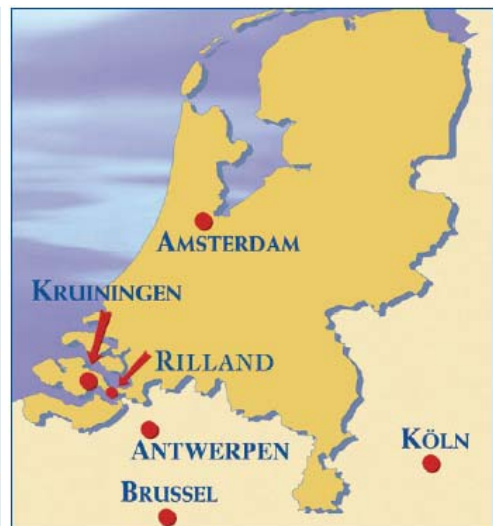 AMSTERDAM
KRUININGEN
RILLAND
ANTWERPEN
KÖLN
BRUSSEL